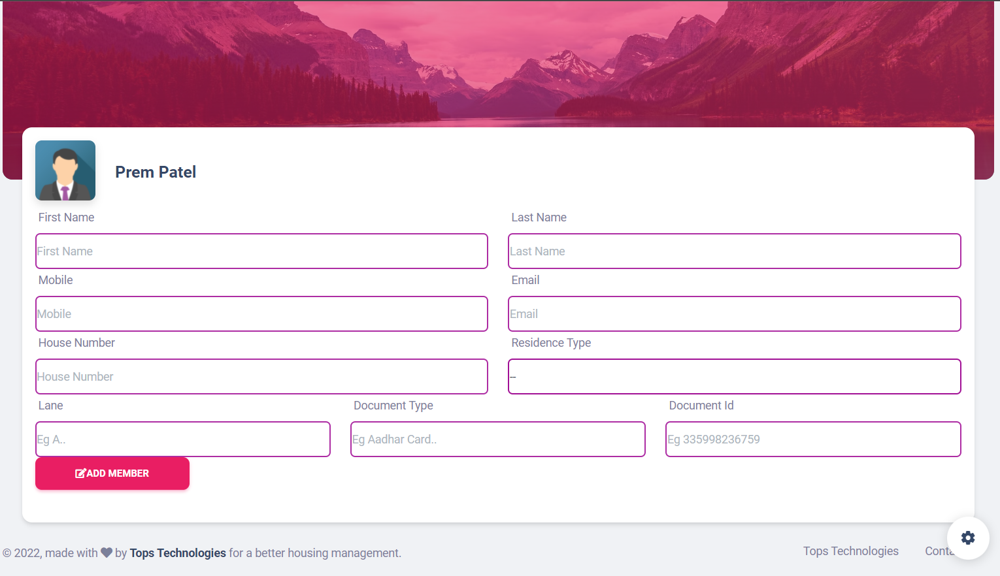 Prem Patel
First Name
Last Name
First Name
Last Name
Mobile
Email
Mobile
Email
House Number
Residence Type
House Number
--
Lane
Document Type
Document Id
Eg A..
Eg Aadhar Card..
Eg 335998236759
ADD MEMBER
© 2022, made with by Tops Technologies for a better housing management.
Tops Technologies